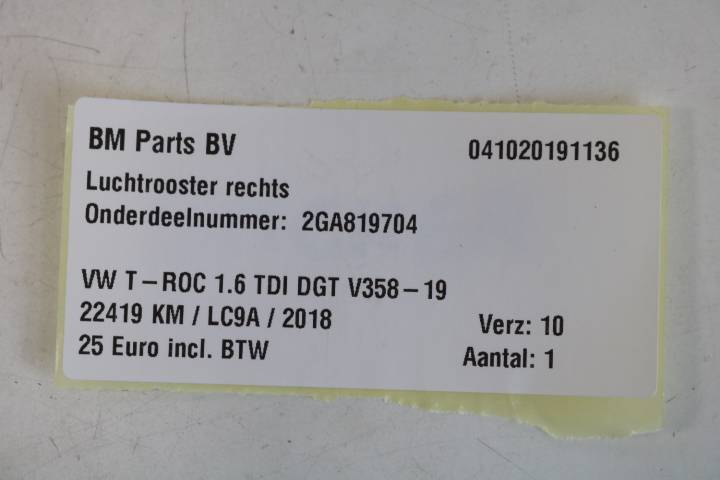 BM Parts BV 041020191136
Luchtrooster rechts
Onderdeelnummer: 2GA819704
VW T-ROC 1.6 TDI DGT V358-19
22419 KM / LC9A / 2018 Verz: 10
25 Euro incl. BTW Aantal: 1